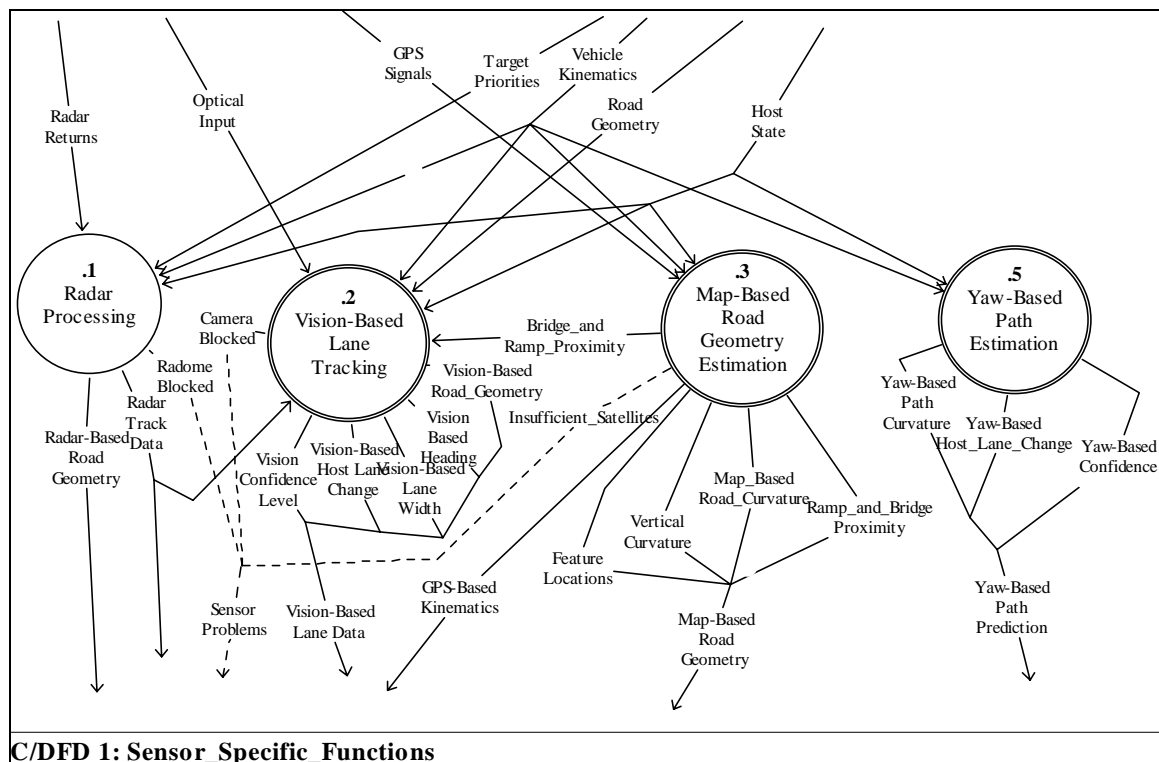 GPS
Signals
Target
Priorities
Vehicle
Kinematics
Road
Geometry
Optical
Input
Radar
Returns
Host
State
.1
Radar
Processing
.2
Vision-Based
Lane
Tracking
.3
Map-Based
Road
Geometry
Estimation
.5
Yaw-Based
Path
Estimation
Camera
Blocked
Radome
Blocked
Bridge_and
Ramp_Proximity
Vision-Based
Road_Geometry
Insufficient_Satellites
Radar
Track
Data
Radar-Based
Road
Geometry
Vision
Confidence
Level
Vision-Based
Host Lane
Change
Vision-Based
Lane
Width
Vision
Based
Heading
Yaw-Based
Path
Curvature
Yaw-Based
Host_Lane_Change
Yaw-Based
Confidence
Vertical
Curvature
Map_Based
Road_Curvature
Ramp_and_Bridge
Proximity
Feature
Locations
GPS-Based
Kinematics
Sensor
Problems
Vision-Based
Lane Data
Map-Based
Road
Geometry
Yaw-Based
Path
Prediction
C/DFD 1: Sensor_Specific_Functions